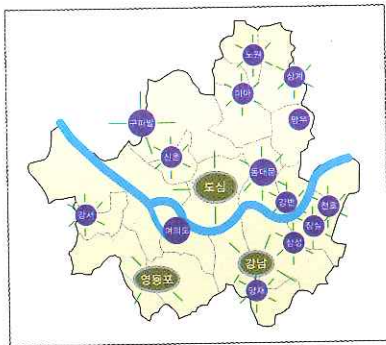 노원
상계
미아
망우
구파발
신촌
동대문
도심
강변
천호
강서
여의도
잠실
삼성
강남
영등포
양재